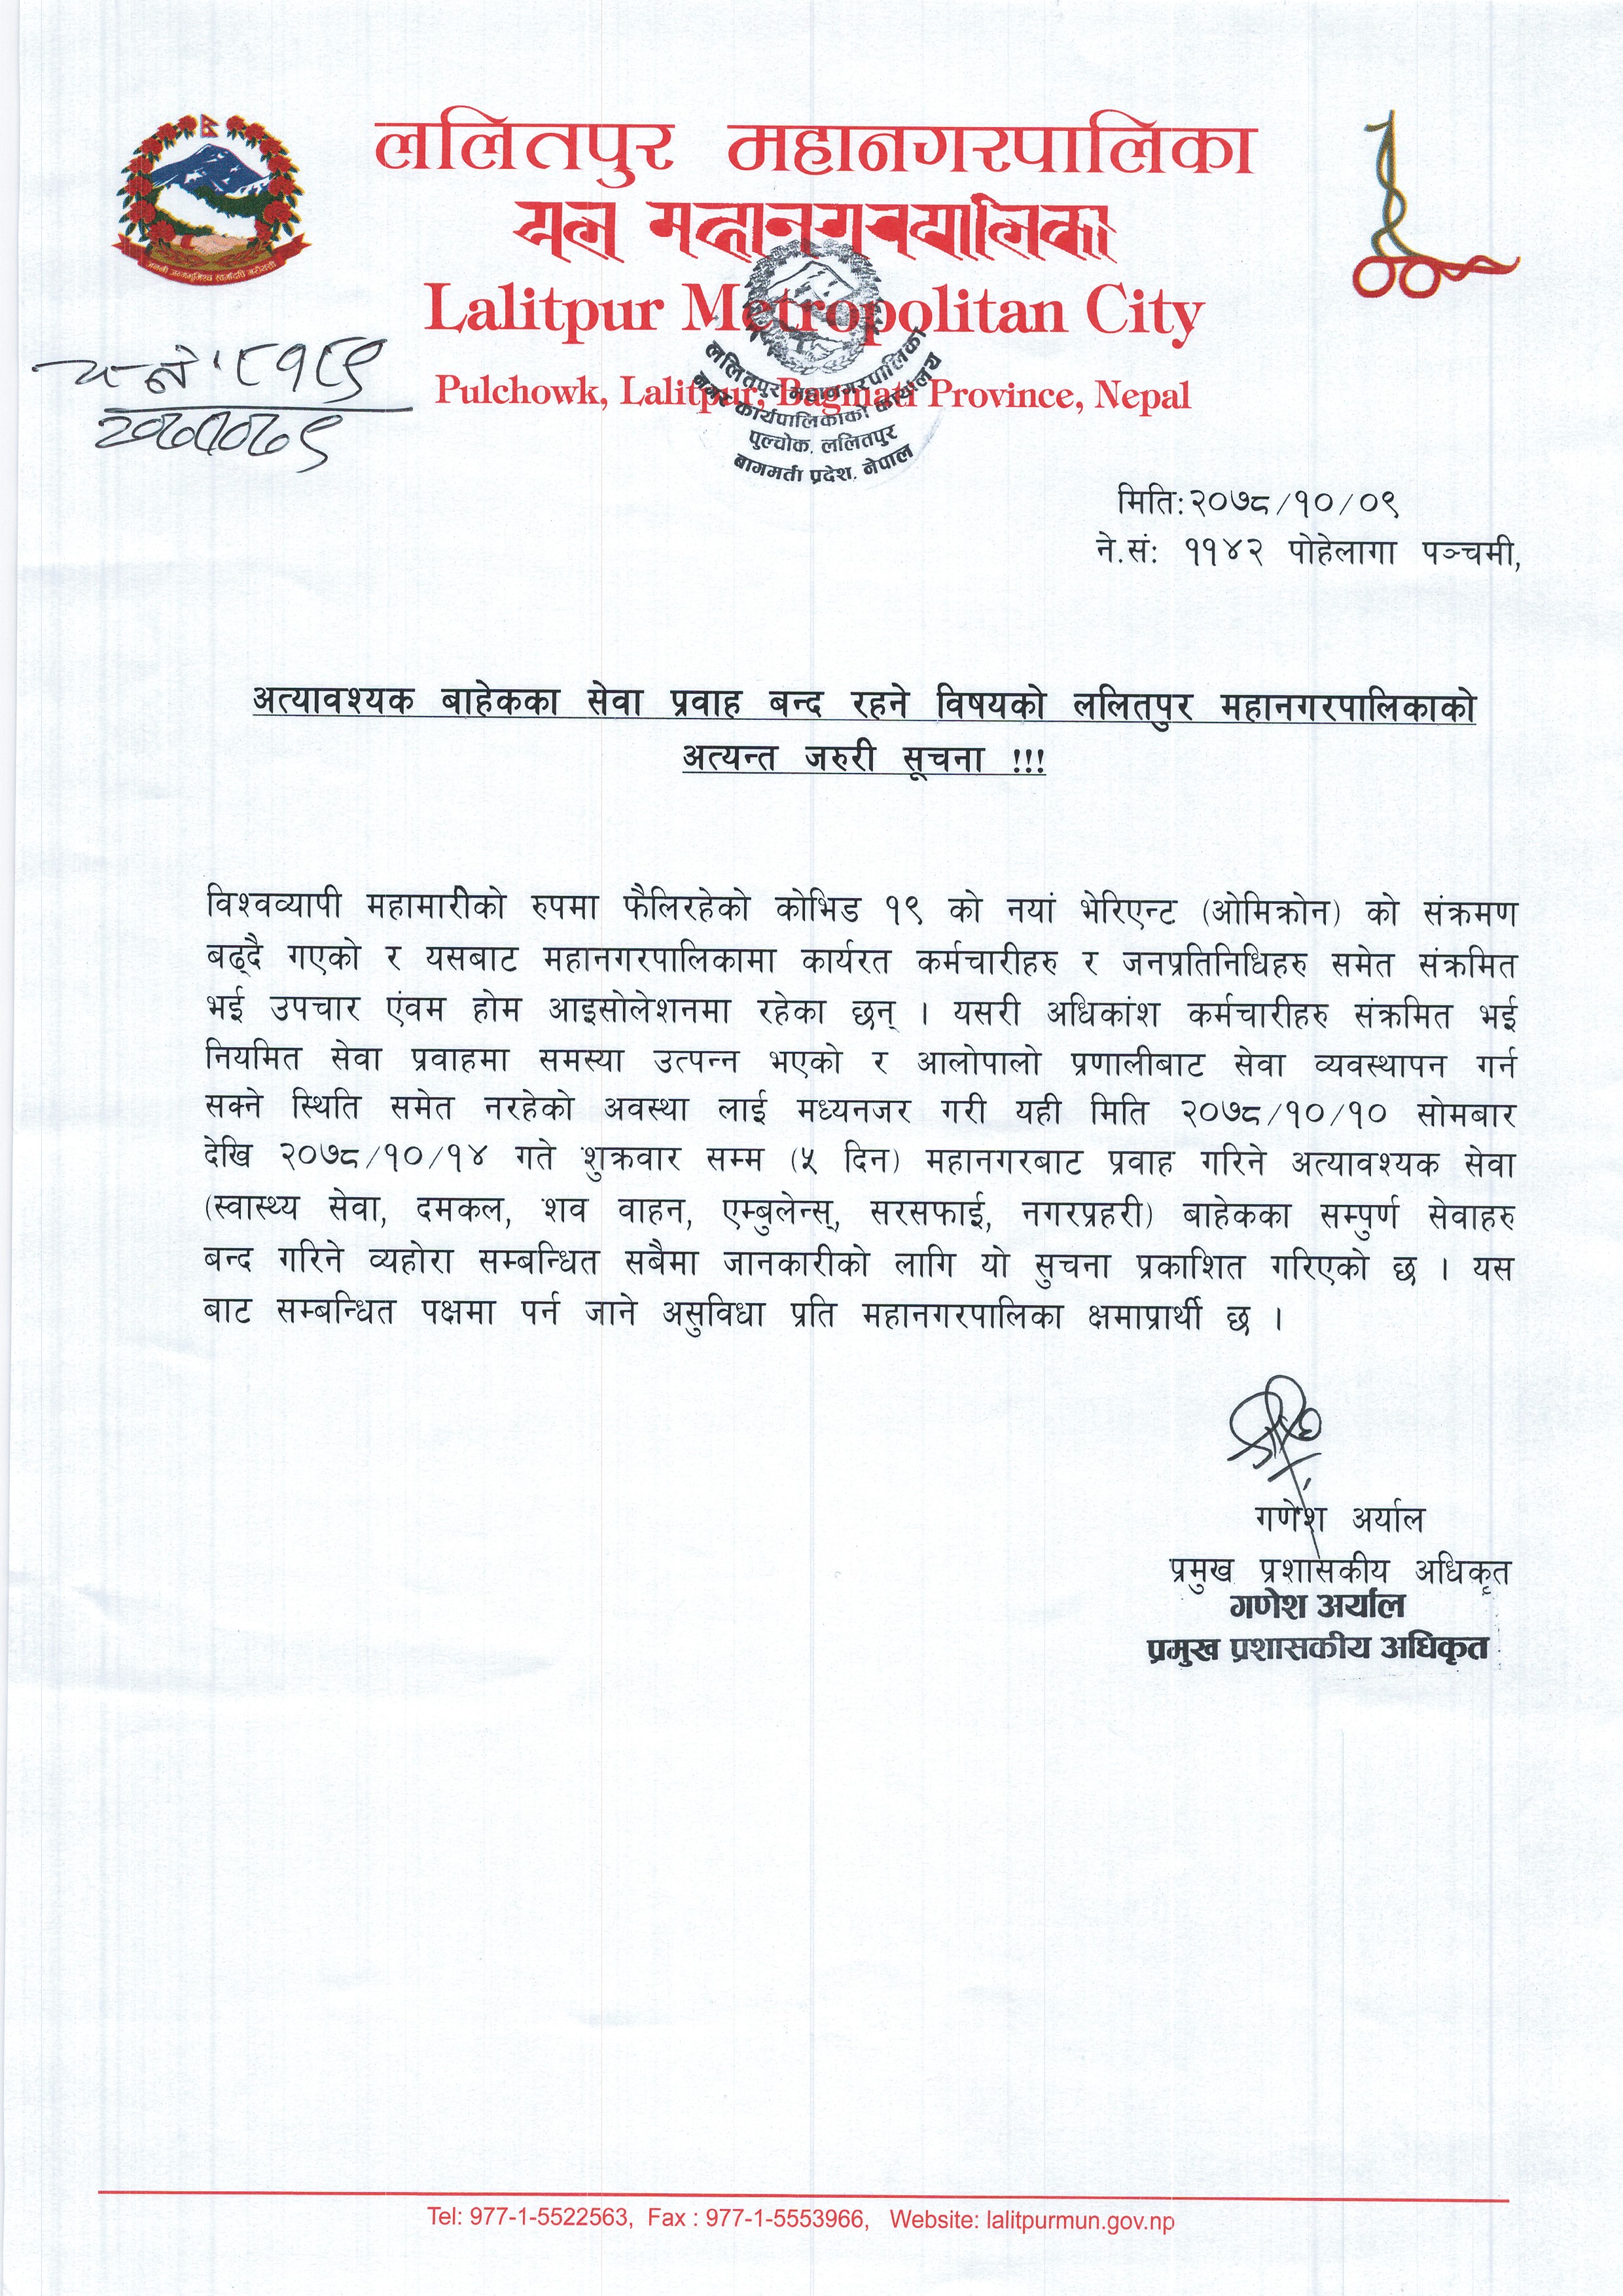 ललितपुर महानगरपालिका
Lalitpur Metropolitan City
Pulchowk, Lalitpur, Bagmati Province, Nepal
ललितपुर महानगरपालिका
नगर कार्यपालिकाको कार्यालय
पुल्चोक, ललितपुर
बागमती प्रदेश, नेपाल
मिति:२०७८/१०/०९
ने.सं: ११४२ पोहेलागा पञ्चमी,
अत्यावश्यक बाहेकका सेवा प्रवाह बन्द रहने विषयको ललितपुर महानगरपालिकाको
अत्यन्त जरुरी सूचना !!!
विश्वव्यापी महामारीको रुपमा फैलिरहेको कोभिड १९ को नयां भेरिएन्ट (ओमिक्रोन) को संक्रमण
बढ्दै गएको र यसबाट महानगरपालिकामा कार्यरत कर्मचारीहरु र जनप्रतिनिधिहरु समेत संक्रमित
भई उपचार एंवम होम आइसोलेशनमा रहेका छन् । यसरी अधिकांश कर्मचारीहरु संक्रमित भई
नियमित सेवा प्रवाहमा समस्या उत्पन्न भएको र आलोपालो प्रणालीबाट सेवा व्यवस्थापन गर्न
सक्ने स्थिति समेत नरहेको अवस्था लाई मध्यनजर गरी यही मिति २०७८/१०/१० सोमबार
देखि २०७८/१०/१४ गते शुक्रवार सम्म (५ दिन) महानगरबाट प्रवाह गरिने अत्यावश्यक सेवा
(स्वास्थ्य सेवा, दमकल, शव वाहन, एम्बुलेन्स्, सरसफाई, नगरप्रहरी) बाहेकका सम्पुर्ण सेवाहरु
बन्द गरिने व्यहोरा सम्बन्धित सबैमा जानकारीको लागि यो सुचना प्रकाशित गरिएको छ । यस
बाट सम्बन्धित पक्षमा पर्न जाने असुविधा प्रति महानगरपालिका क्षमाप्रार्थी छ ।
गणेश अर्याल
प्रमुख प्रशासकीय अधिकृत
गणेश अर्याल
प्रमुख प्रशासकीय अधिकृत
Tel: 977-1-5522563, Fax : 977-1-5553966, Website: lalitpurmun.gov.np